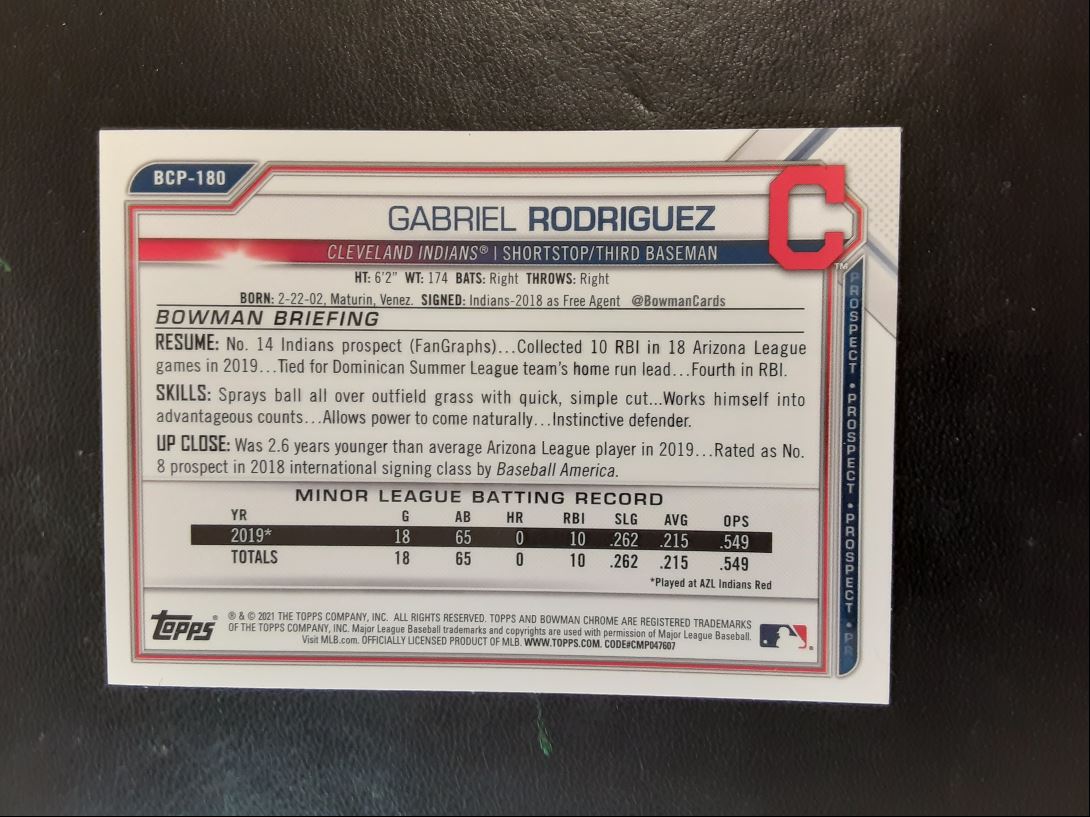 BCP-180
C
TM
GABRIEL RODRIGUEZ
CLEVELAND INDIANS® | SHORTSTOP/THIRD BASEMAN
HT: 6'2" WT: 174 BATS: Right THROWS: Right
BORN: 2-22-02, Maturin, Venez. SIGNED: Indians-2018 as Free Agent @BowmanCards
BOWMAN BRIEFING
RESUME: No. 14 Indians prospect (FanGraphs)...Collected 10 RBI in 18 Arizona League
games in 2019...Tied for Dominican Summer League team's home run lead...Fourth in RBI.
SKILLS: Sprays ball all over outfield grass with quick, simple cut...Works himself into
advantageous counts...Allows power to come naturally...Instinctive defender.
UP CLOSE: Was 2.6 years younger than average Arizona League player in 2019...Rated as No.
8 prospect in 2018 international signing class by Baseball America.
MINOR LEAGUE BATTING RECORD
YR G AB HR RBI SLG AVG OPS
2019* 18 65 0 10 .262 .215 .549
TOTALS 18 65 0 10 .262 .215 .549
*Played at AZL Indians Red
TOPPS®
® & © 2021 THE TOPPS COMPANY, INC. ALL RIGHTS RESERVED. TOPPS AND BOWMAN CHROME ARE REGISTERED TRADEMARKS
OF THE TOPPS COMPANY, INC. Major League Baseball trademarks and copyrights are used with permission of Major League Baseball.
Visit MLB.com. OFFICIALLY LICENSED PRODUCT OF MLB. WWW.TOPPS.COM. CODE#CMP047607
PROSPECT • PROSPECT • PROSPECT • PR